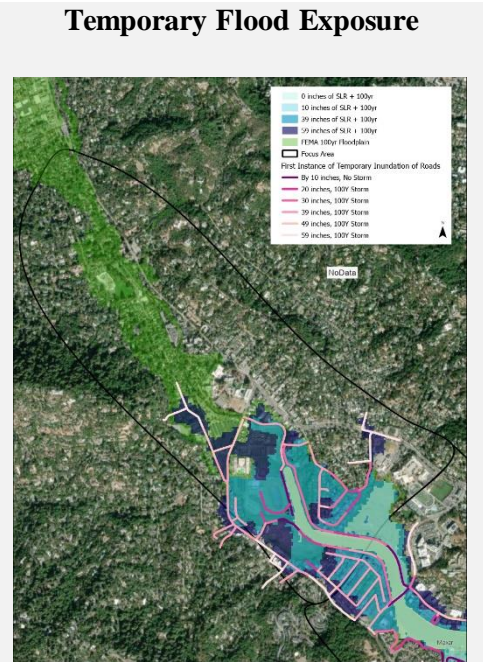 Temporary Flood Exposure
0 inches of SLR + 100yr
10 inches of SLR + 100yr
39 inches of SLR + 100yr
59 inches of SLR + 100yr
FEMA 100yr Floodplain
Focus Area
First Instance of Temporary Inundation of Roads
By 10 inches, No Storm
20 inches, 100Y Storm
30 inches, 100Y Storm
39 inches, 100Y Storm
49 inches, 100Y Storm
59 inches, 100Y Storm
NoData